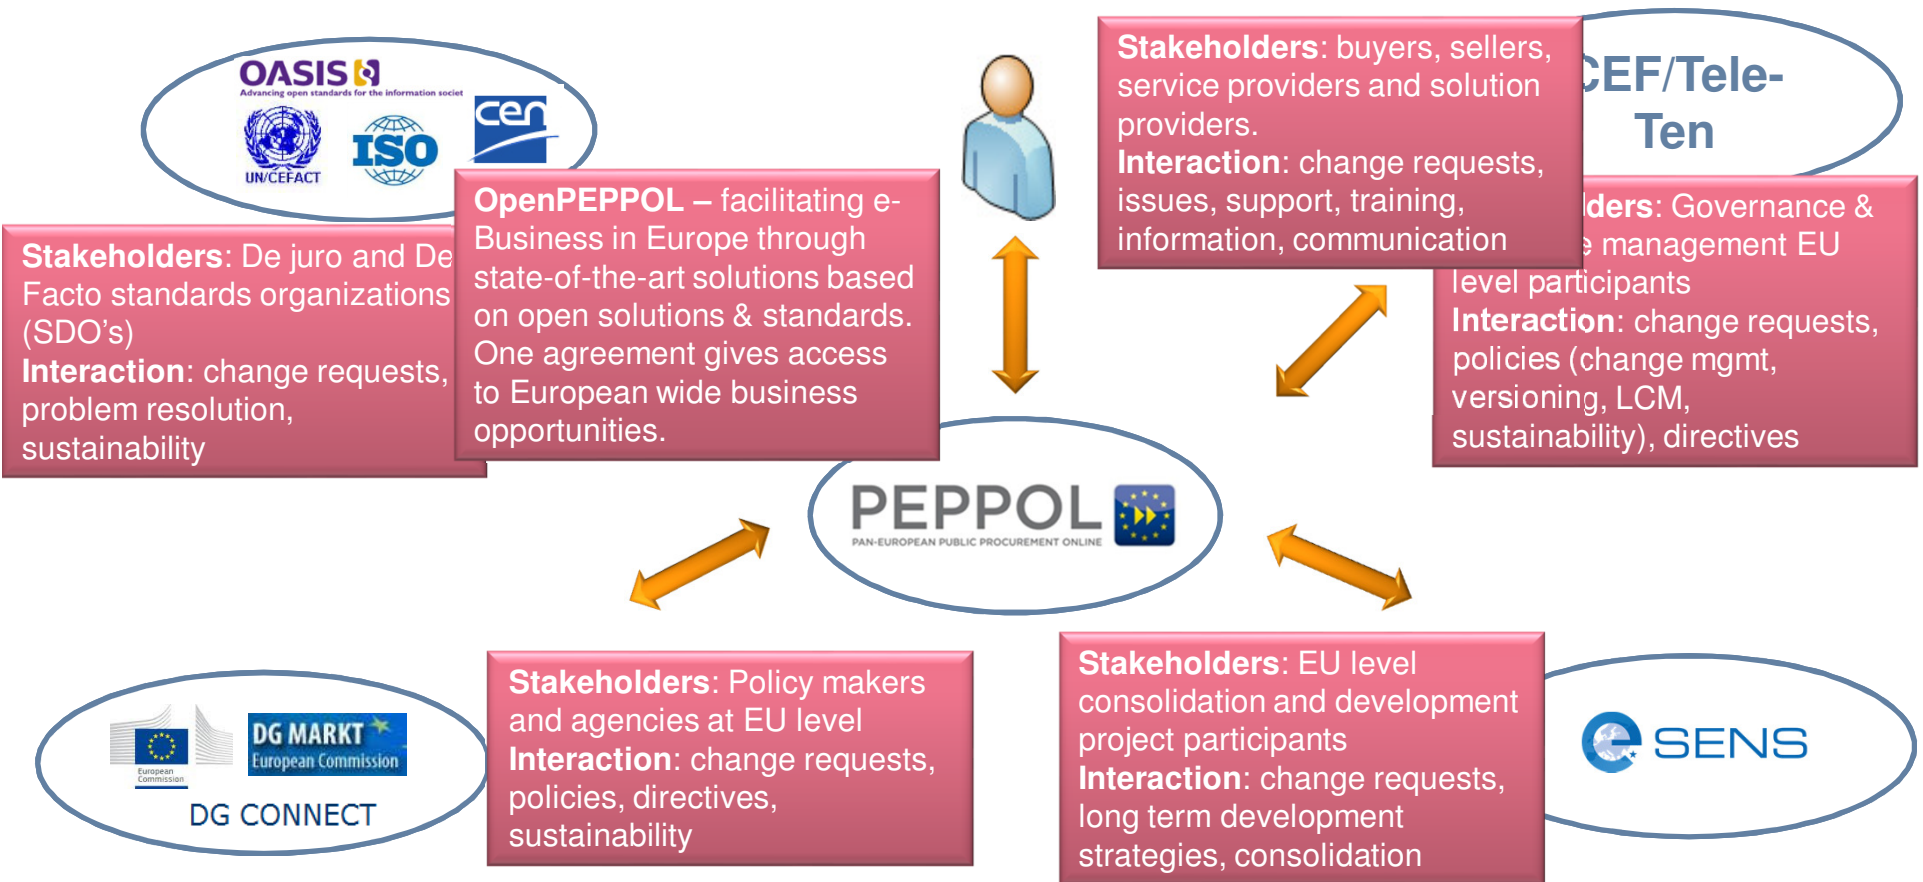 OASIS
Advancing open standards for the information societ
UN/CEFACT
ISO
cen
Stakeholders: De juro and De
Facto standards organizations
(SDO’s)
Interaction: change requests,
problem resolution,
sustainability
OpenPEPPOL – facilitating e-
Business in Europe through
state-of-the-art solutions based
on open solutions & standards.
One agreement gives access
to European wide business
opportunities.
Stakeholders: buyers, sellers,
service providers and solution
providers.
Interaction: change requests,
issues, support, training,
information, communication
CEF/Tele-
Ten
ders: Governance &
e management EU
level participants
Interaction: change requests,
policies (change mgmt,
versioning, LCM,
sustainability), directives
PEPPOL
PAN-EUROPEAN PUBLIC PROCUREMENT ONLINE
European
Commission
DG MARKT
European Commission
DG CONNECT
Stakeholders: Policy makers
and agencies at EU level
Interaction: change requests,
policies, directives,
sustainability
Stakeholders: EU level
consolidation and development
project participants
Interaction: change requests,
long term development
strategies, consolidation
e SENS